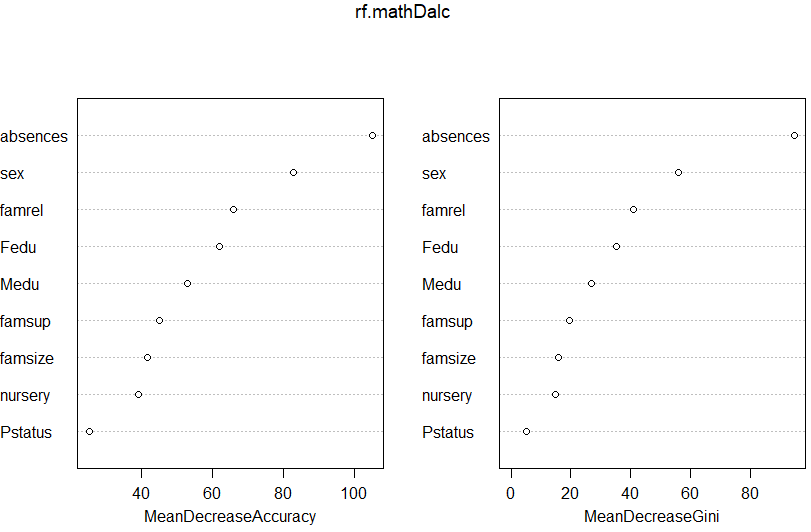 rf.mathDalc
absences
sex
famrel
Fedu
Medu
famsup
famsize
nursery
Pstatus
40 60 80 100
MeanDecreaseAccuracy
absences
sex
famrel
Fedu
Medu
famsup
famsize
nursery
Pstatus
0 20 40 60 80
MeanDecreaseGini